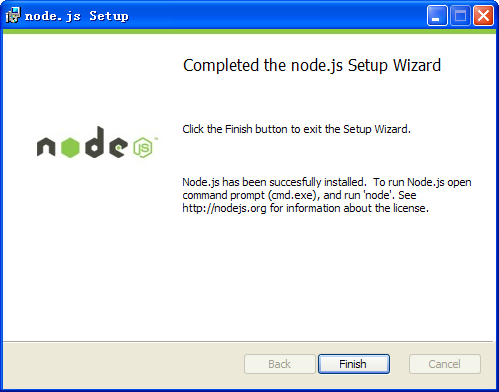 node.js Setup
Completed the node.js Setup Wizard
node JS
Click the Finish button to exit the Setup Wizard.
Node.js has been succesfully installed. To run Node.js open
command prompt (cmd.exe), and run 'node'. See
http://nodejs.org for information about the license.
Back Finish Cancel